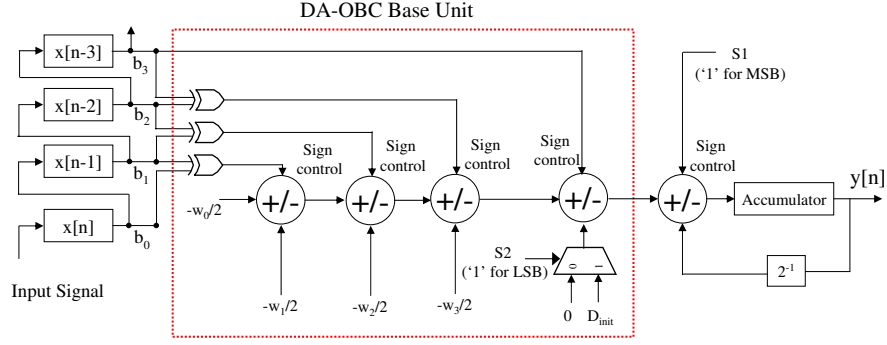 DA-OBC Base Unit
x[n-3]
b3
x[n-2]
b2
x[n-1]
b1
x[n]
b0
Input Signal
Sign
control
Sign
control
Sign
control
Sign
control
Sign
control
S1
('1' for MSB)
-w0/2
+/-
+/-
+/-
+/-
+/-
Accumulator
y[n]
S2
('1' for LSB)
0
1
2-1
-w1/2
-w2/2
-w3/2
0
Dinit